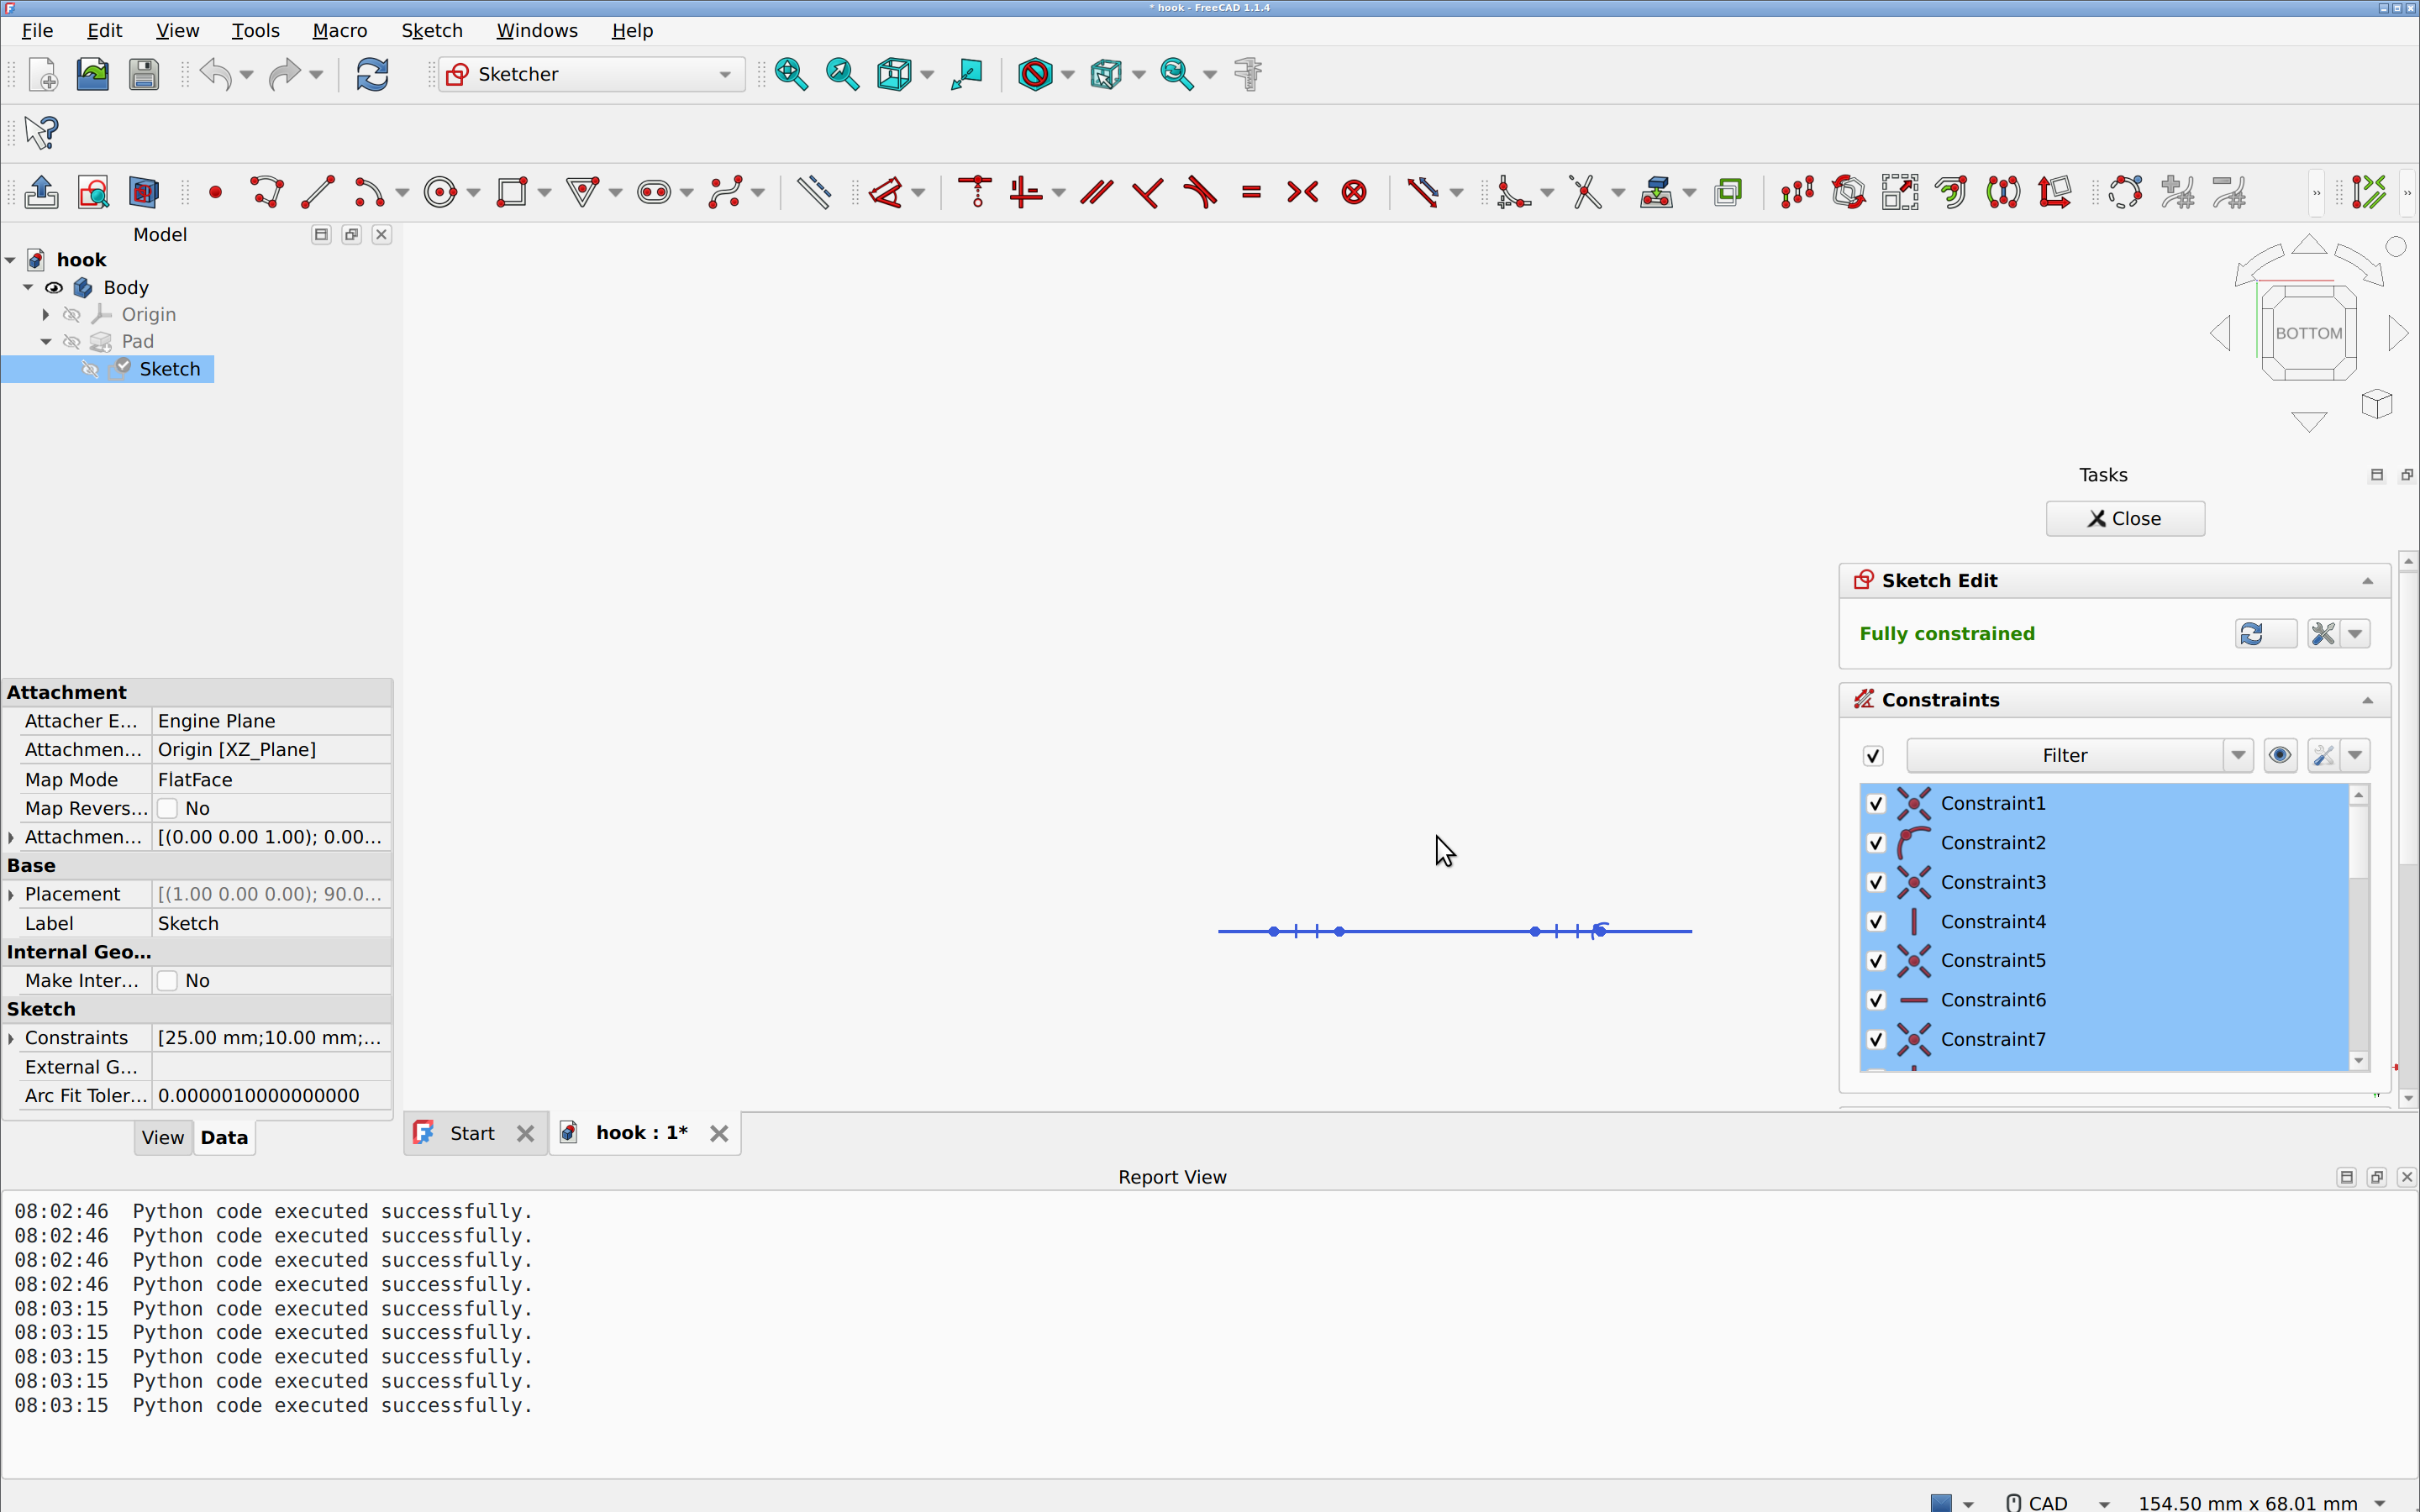 * hook - FreeCAD 1.1.4
File Edit View Tools Macro Sketch Windows Help
Sketcher
Model
hook
Body
Origin
Pad
Sketch
BOTTOM
Tasks
Close
Sketch Edit
Fully constrained
Constraints
Filter
Constraint1
Constraint2
Constraint3
Constraint4
Constraint5
Constraint6
Constraint7
Attachment
Attacher E... Engine Plane
Attachmen... Origin [XZ_Plane]
Map Mode FlatFace
Map Revers... No
Attachmen... [(0.00 0.00 1.00); 0.00...
Base
Placement [(1.00 0.00 0.00); 90.0...
Label Sketch
Internal Geo...
Make Inter... No
Sketch
Constraints [25.00 mm;10.00 mm;...
External G...
Arc Fit Toler... 0.0000010000000000
View Data
Start
hook : 1*
Report View
08:02:46 Python code executed successfully.
08:02:46 Python code executed successfully.
08:02:46 Python code executed successfully.
08:02:46 Python code executed successfully.
08:03:15 Python code executed successfully.
08:03:15 Python code executed successfully.
08:03:15 Python code executed successfully.
08:03:15 Python code executed successfully.
08:03:15 Python code executed successfully.
CAD
154.50 mm x 68.01 mm